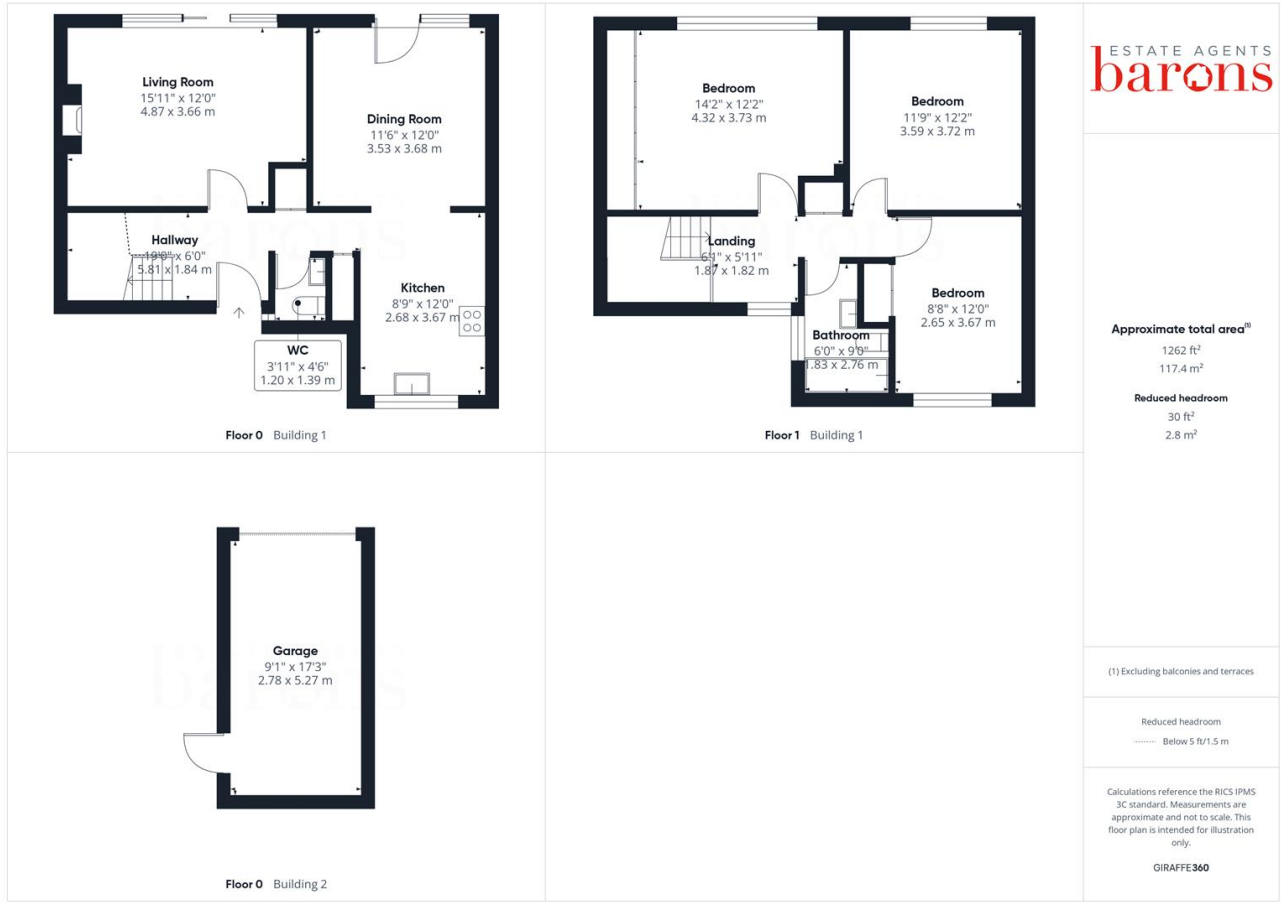 Living Room
15'11" x 12'0"
4.87 x 3.66 m
Dining Room
11'6" x 12'0"
3.53 x 3.68 m
Hallway
19'0" x 6'0"
5.81 x 1.84 m
Kitchen
8'9" x 12'0"
2.68 x 3.67 m
WC
3'11" x 4'6"
1.20 x 1.39 m
Floor 0 Building 1
Bedroom
14'2" x 12'2"
4.32 x 3.73 m
Bedroom
11'9" x 12'2"
3.59 x 3.72 m
Landing
6'1" x 5'11"
1.87 x 1.82 m
Bedroom
8'8" x 12'0"
2.65 x 3.67 m
Bathroom
6'0" x 9'0"
1.83 x 2.76 m
Floor 1 Building 1
Garage
9'1" x 17'3"
2.78 x 5.27 m
barons
Floor 0 Building 2
ESTATE AGENTS
barons
Approximate total area⁽¹⁾
1262 ft²
117.4 m²
Reduced headroom
30 ft²
2.8 m²
(1) Excluding balconies and terraces
Reduced headroom
Below 5 ft/1.5 m
Calculations reference the RICS IPMS
3C standard. Measurements are
approximate and not to scale. This
floor plan is intended for illustration
only.
GIRAFFE360